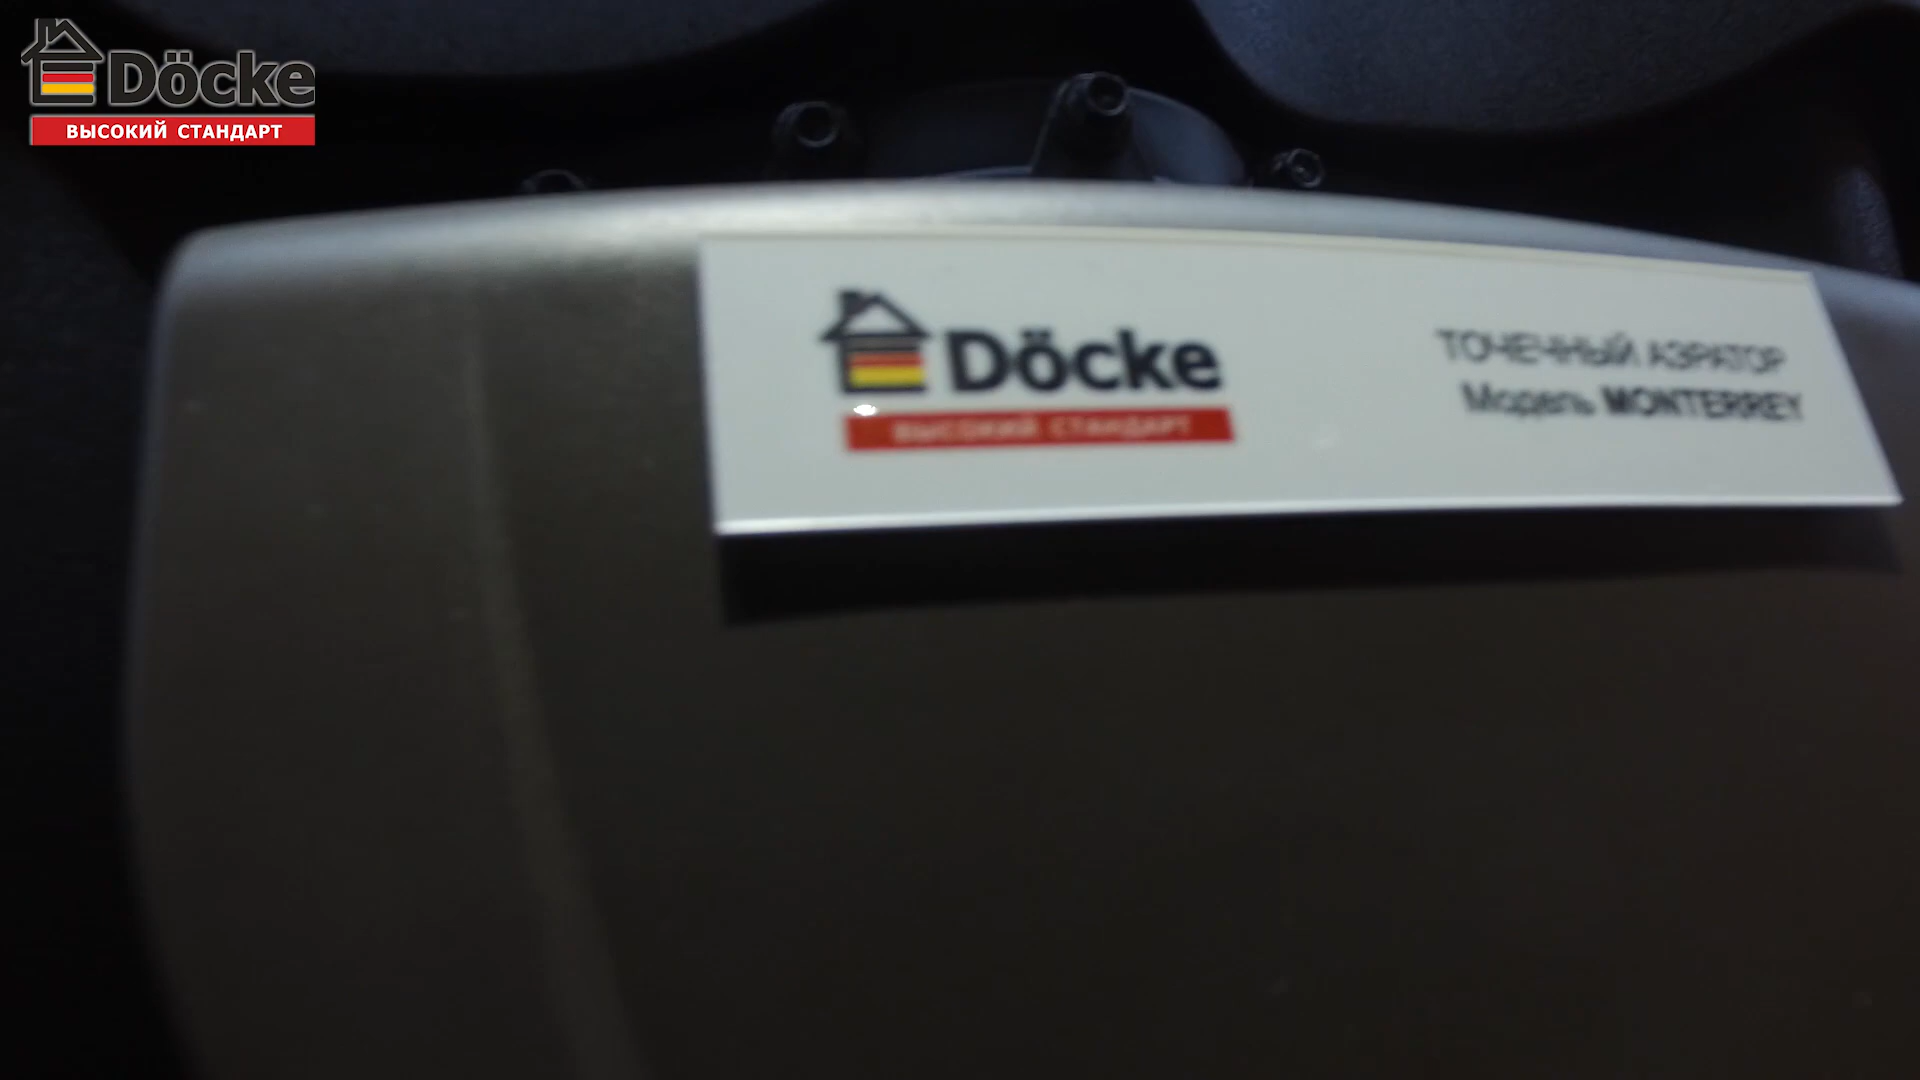 Döcke
ВЫСОКИЙ СТАНДАРТ
Döcke
ВЫСОКИЙ СТАНДАРТ
ТОЧЕЧНЫЙ АЭРАТОР
Модель MONTERREY